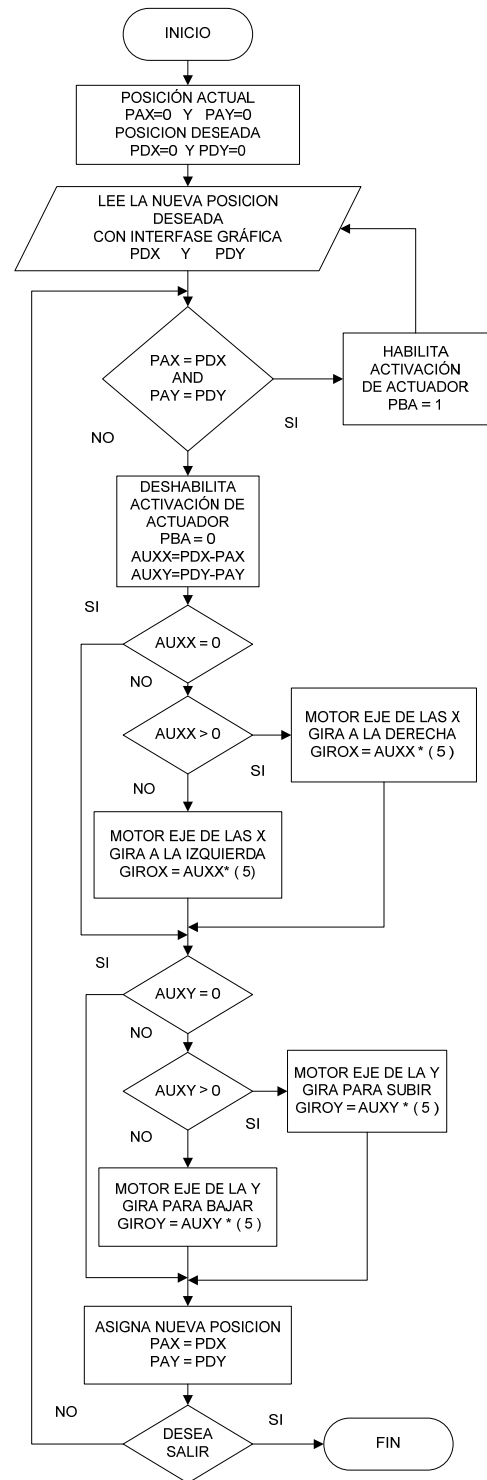 INICIO
POSICIÓN ACTUAL
PAX=0 Y PAY=0
POSICION DESEADA
PDX=0 Y PDY=0
LEE LA NUEVA POSICION
DESEADA
CON INTERFASE GRÁFICA
PDX Y PDY
PAX = PDX
AND
PAY = PDY
SI
HABILITA
ACTIVACIÓN
DE ACTUADOR
PBA = 1
NO
DESHABILITA
ACTIVACIÓN DE
ACTUADOR
PBA = 0
AUXX=PDX-PAX
AUXY=PDY-PAY
SI
AUXX = 0
NO
AUXX > 0
SI
MOTOR EJE DE LAS X
GIRA A LA DERECHA
GIROX = AUXX * ( 5 )
NO
MOTOR EJE DE LAS X
GIRA A LA IZQUIERDA
GIROX = AUXX* ( 5)
SI
AUXY = 0
NO
AUXY > 0
SI
MOTOR EJE DE LA Y
GIRA PARA SUBIR
GIROY = AUXY * ( 5 )
NO
MOTOR EJE DE LA Y
GIRA PARA BAJAR
GIROY = AUXY * ( 5 )
ASIGNA NUEVA POSICION
PAX = PDX
PAY = PDY
NO
DESEA
SALIR
SI
FIN